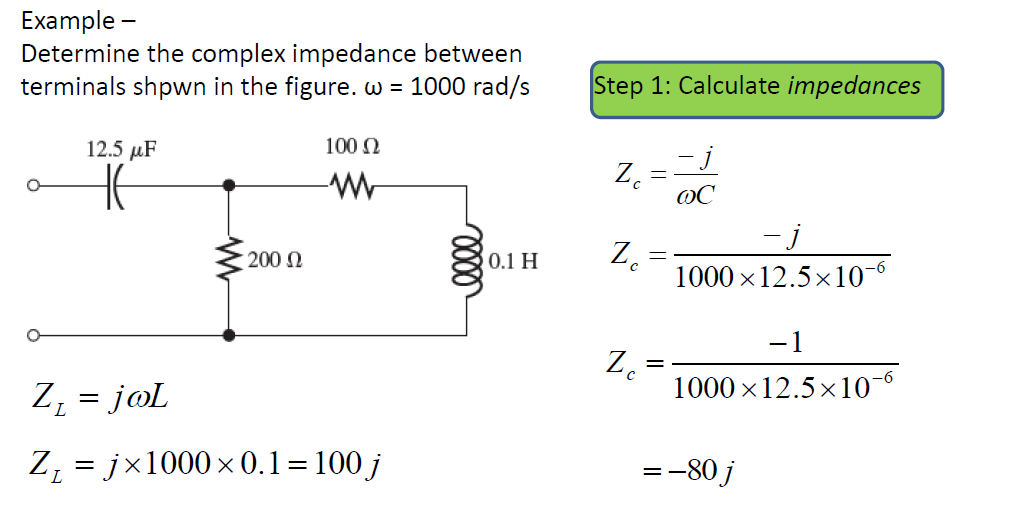 Example –
Determine the complex impedance between
terminals shpwn in the figure. ω = 1000 rad/s
12.5 μF
100 Ω
200 Ω
0.1 H
Z_L = jωL
Z_L = j×1000×0.1=100 j
Step 1: Calculate impedances
Z_c = −j / ωC
Z_c = −j / 1000×12.5×10^−6
Z_c = −1 / 1000×12.5×10^−6
=−80 j